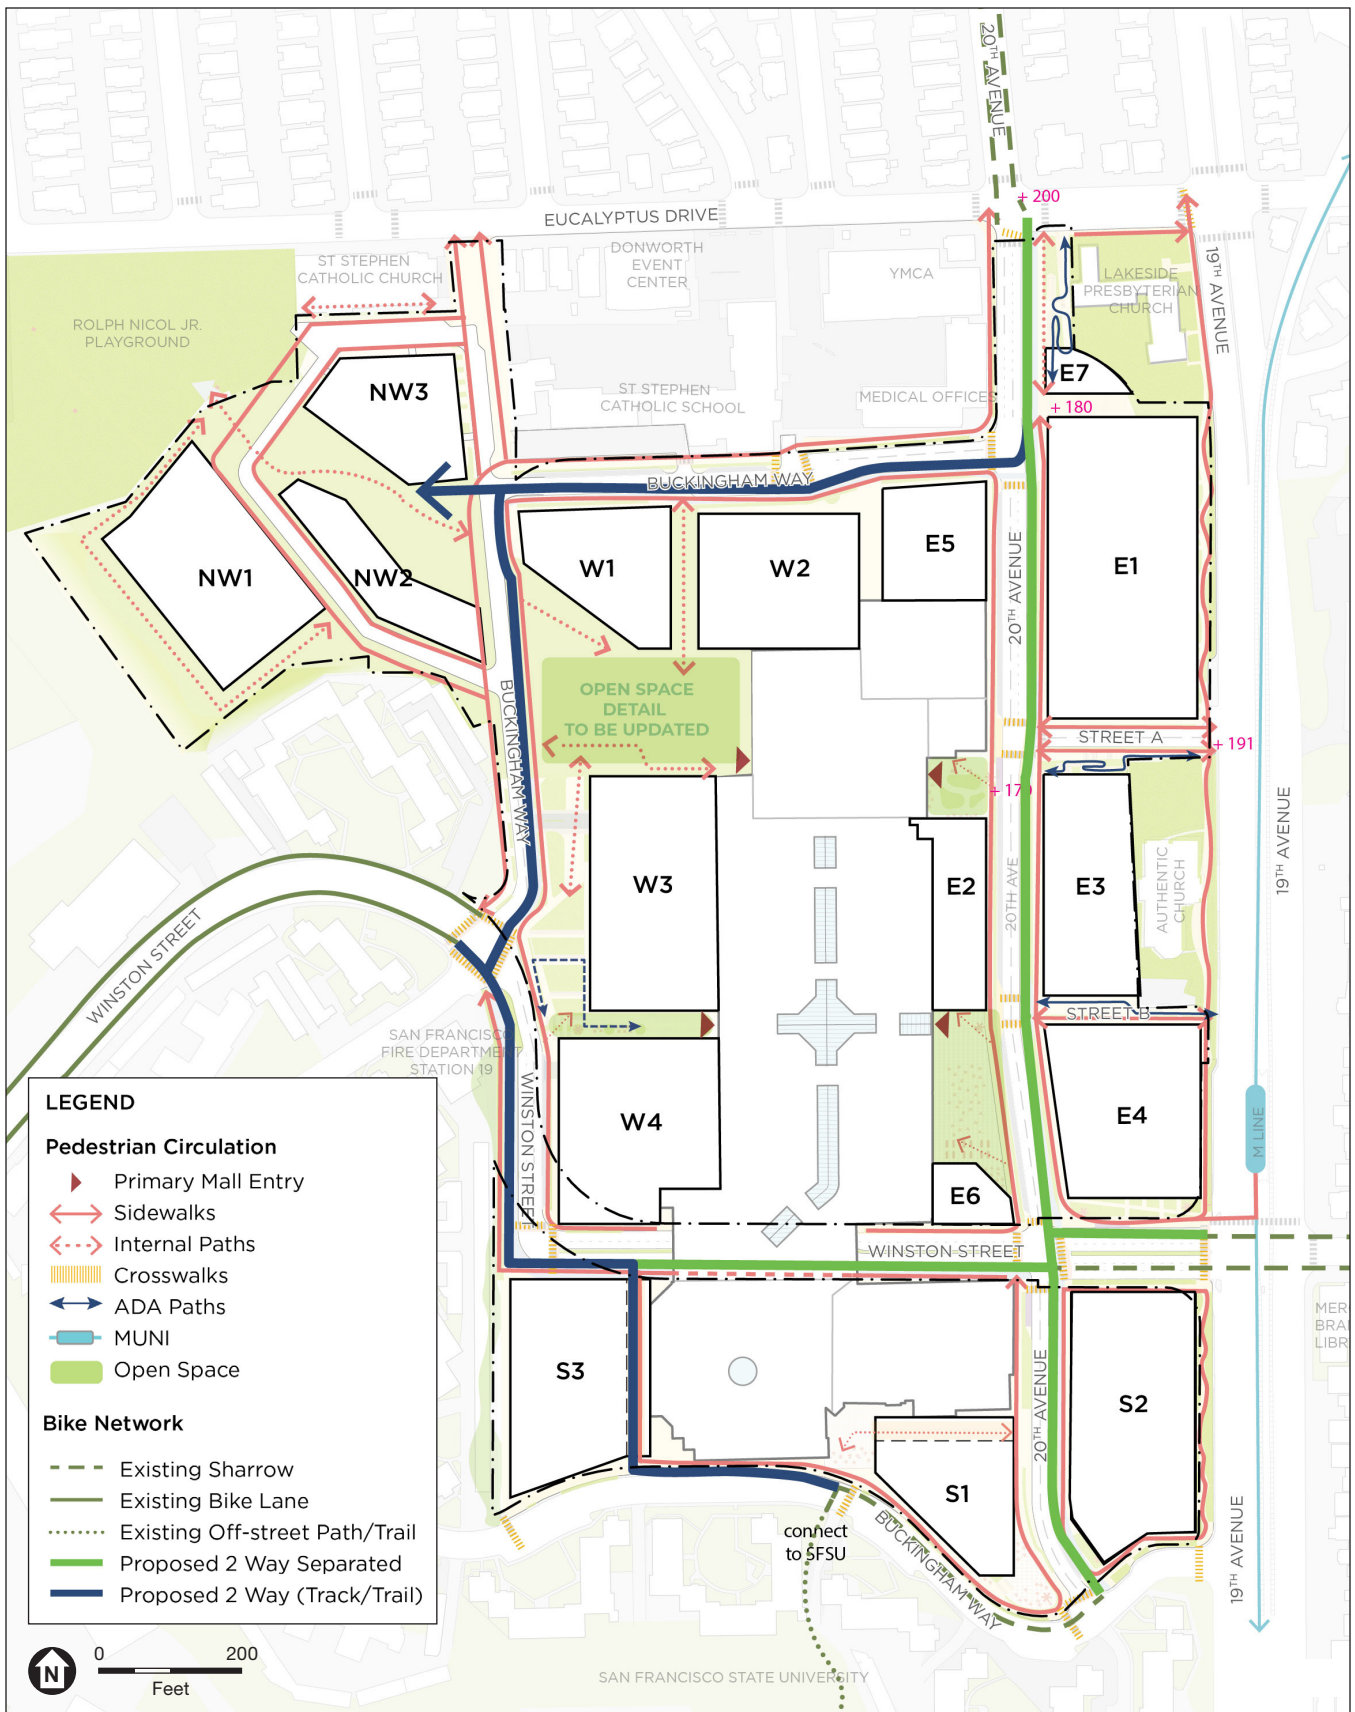 20TH AVENUE
+ 200
EUCALYPTUS DRIVE
ST STEPHEN
CATHOLIC CHURCH
DONWORTH
EVENT
CENTER
YMCA
LAKESIDE
PRESBYTERIAN
CHURCH
19TH AVENUE
ROLPH NICOL JR.
PLAYGROUND
NW3
ST STEPHEN
CATHOLIC SCHOOL
MEDICAL OFFICES
E7
+ 180
BUCKINGHAM WAY
NW1
NW2
W1
W2
E5
20TH AVENUE
E1
OPEN SPACE
DETAIL
TO BE UPDATED
BUCKINGHAM WAY
STREET A
+ 191
+ 170
W3
E2
20TH AVE
E3
AUTHENTIC
CHURCH
19TH AVENUE
WINSTON STREET
SAN FRANCISCO
FIRE DEPARTMENT
STATION 19
STREET B
WINSTON STREET
W4
E4
M LINE
E6
WINSTON STREET
LEGEND
Pedestrian Circulation
Primary Mall Entry
Sidewalks
Internal Paths
Crosswalks
ADA Paths
MUNI
Open Space
Bike Network
Existing Sharrow
Existing Bike Lane
Existing Off-street Path/Trail
Proposed 2 Way Separated
Proposed 2 Way (Track/Trail)
MER
BRA
LIBR
S3
20TH AVENUE
S2
S1
connect
to SFSU
BUCKINGHAM WAY
19TH AVENUE
N
0 200
Feet
SAN FRANCISCO STATE UNIVERSITY